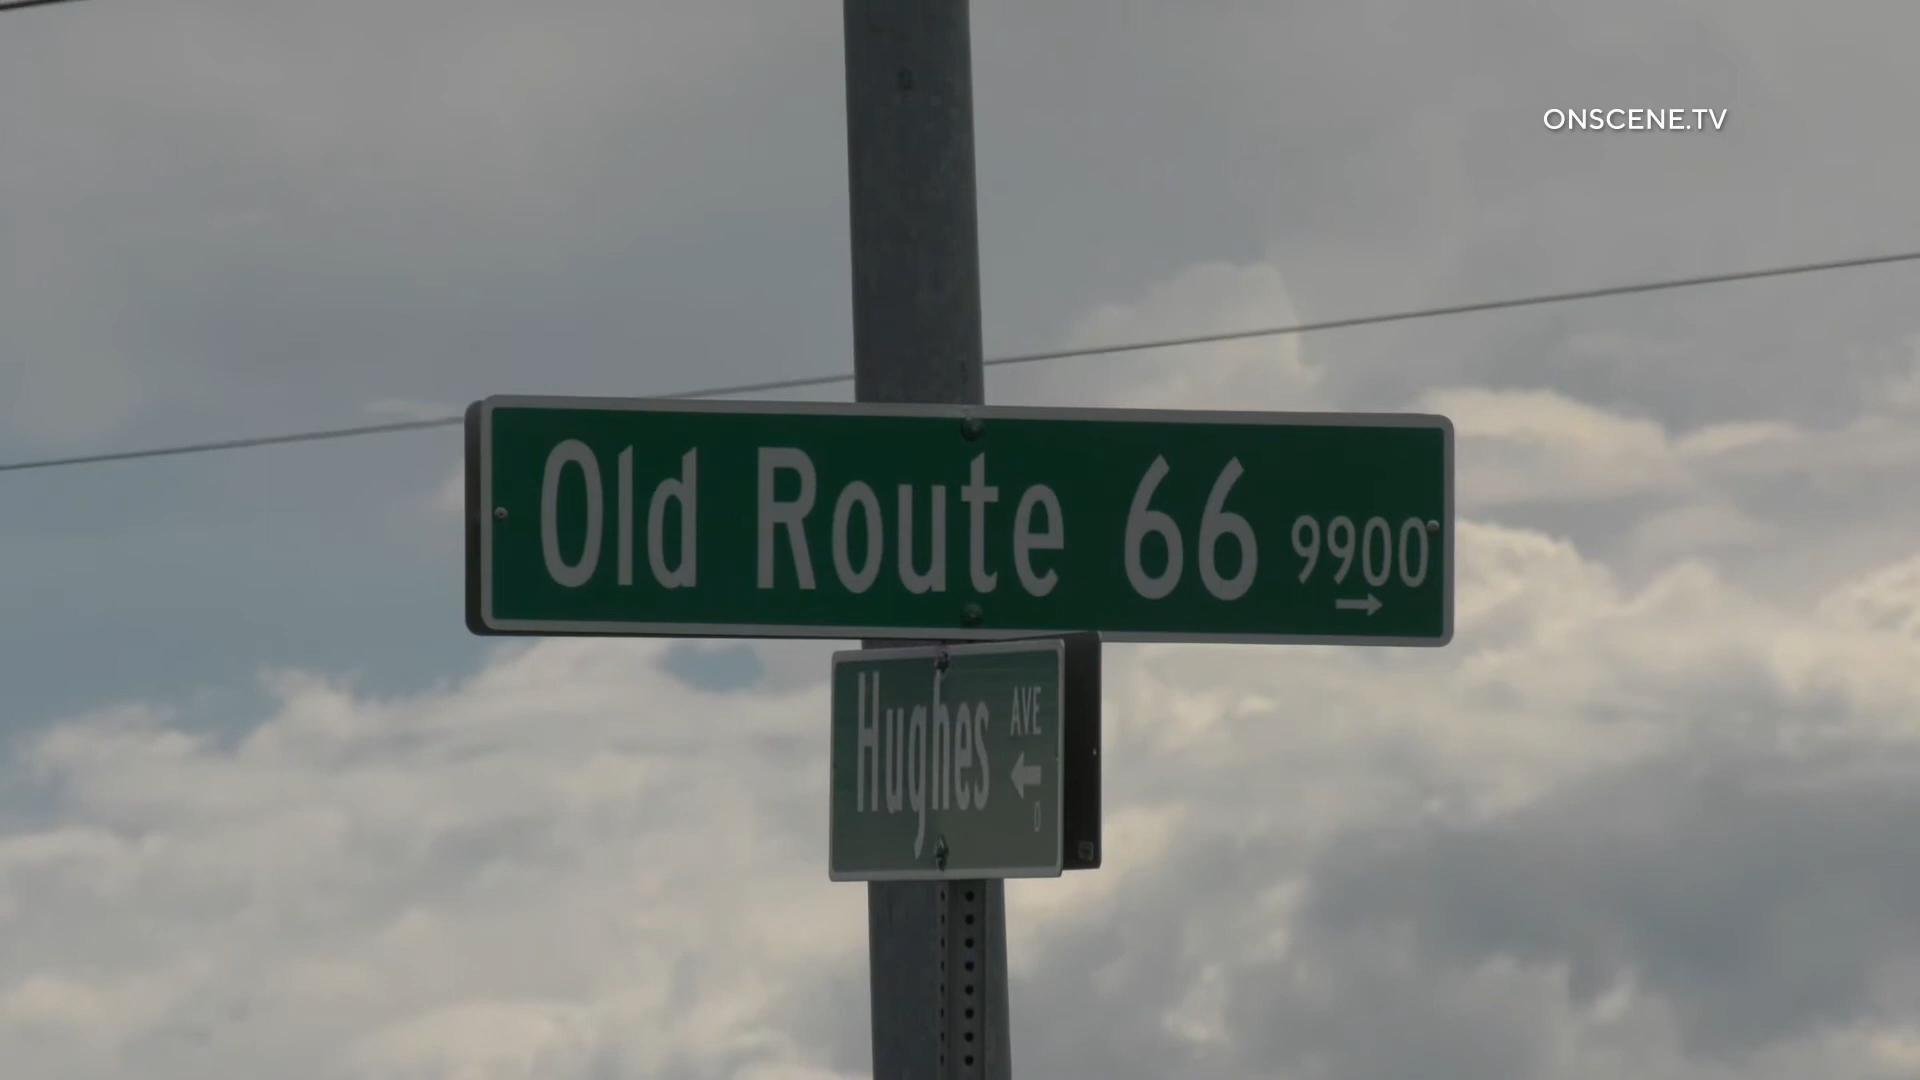 ONSCENE.TV
Old Route 66 9900
→
Hughes AVE
←
0